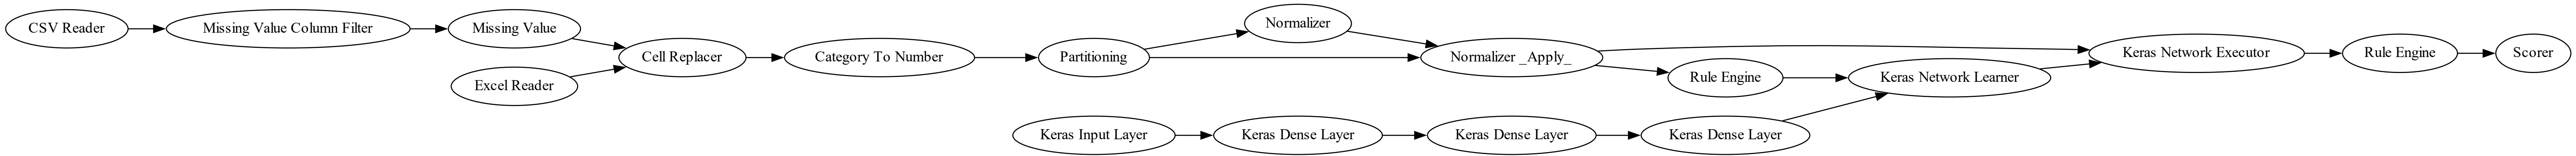 CSV Reader
Missing Value Column Filter
Missing Value
Excel Reader
Cell Replacer
Category To Number
Partitioning
Normalizer
Normalizer _Apply_
Rule Engine
Keras Input Layer
Keras Dense Layer
Keras Dense Layer
Keras Dense Layer
Keras Network Learner
Keras Network Executor
Rule Engine
Scorer